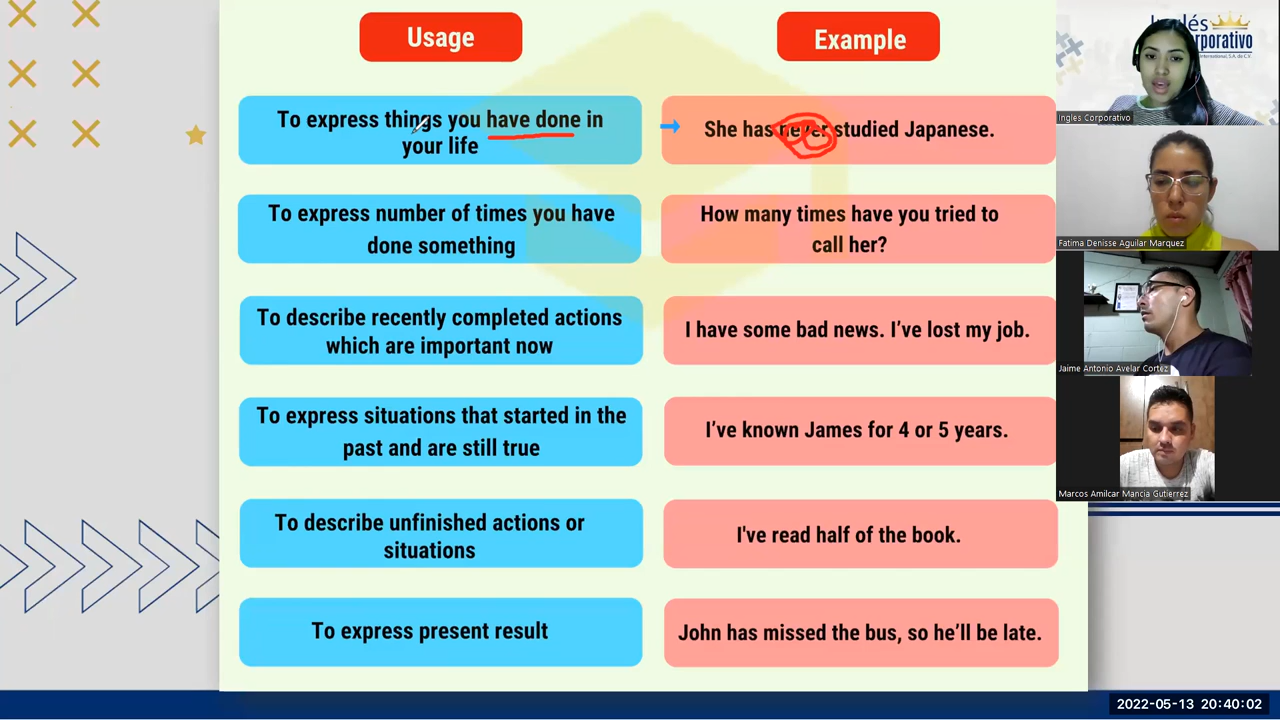 Usage
Example
To express things you have done in
your life
She has never studied Japanese.
To express number of times you have
done something
How many times have you tried to
call her?
To describe recently completed actions
which are important now
I have some bad news. I've lost my job.
To express situations that started in the
past and are still true
I've known James for 4 or 5 years.
To describe unfinished actions or
situations
I've read half of the book.
To express present result
John has missed the bus, so he'll be late.
Inglés
International, S.A. de C.V.
Ingles Corporativo
Fatima Denisse Aguilar Marquez
Jaime Antonio Avelar Cortez
Marcos Amilcar Mancia Gutierrez
2022-05-13 20:40:02